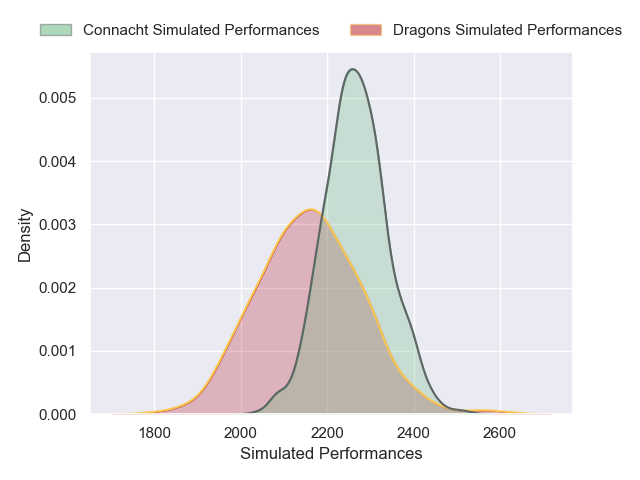 Connacht Simulated Performances Dragons Simulated Performances
0.005
0.004
0.003
0.002
0.001
0.000
Density
1800 2000 2200 2400 2600
Simulated Performances